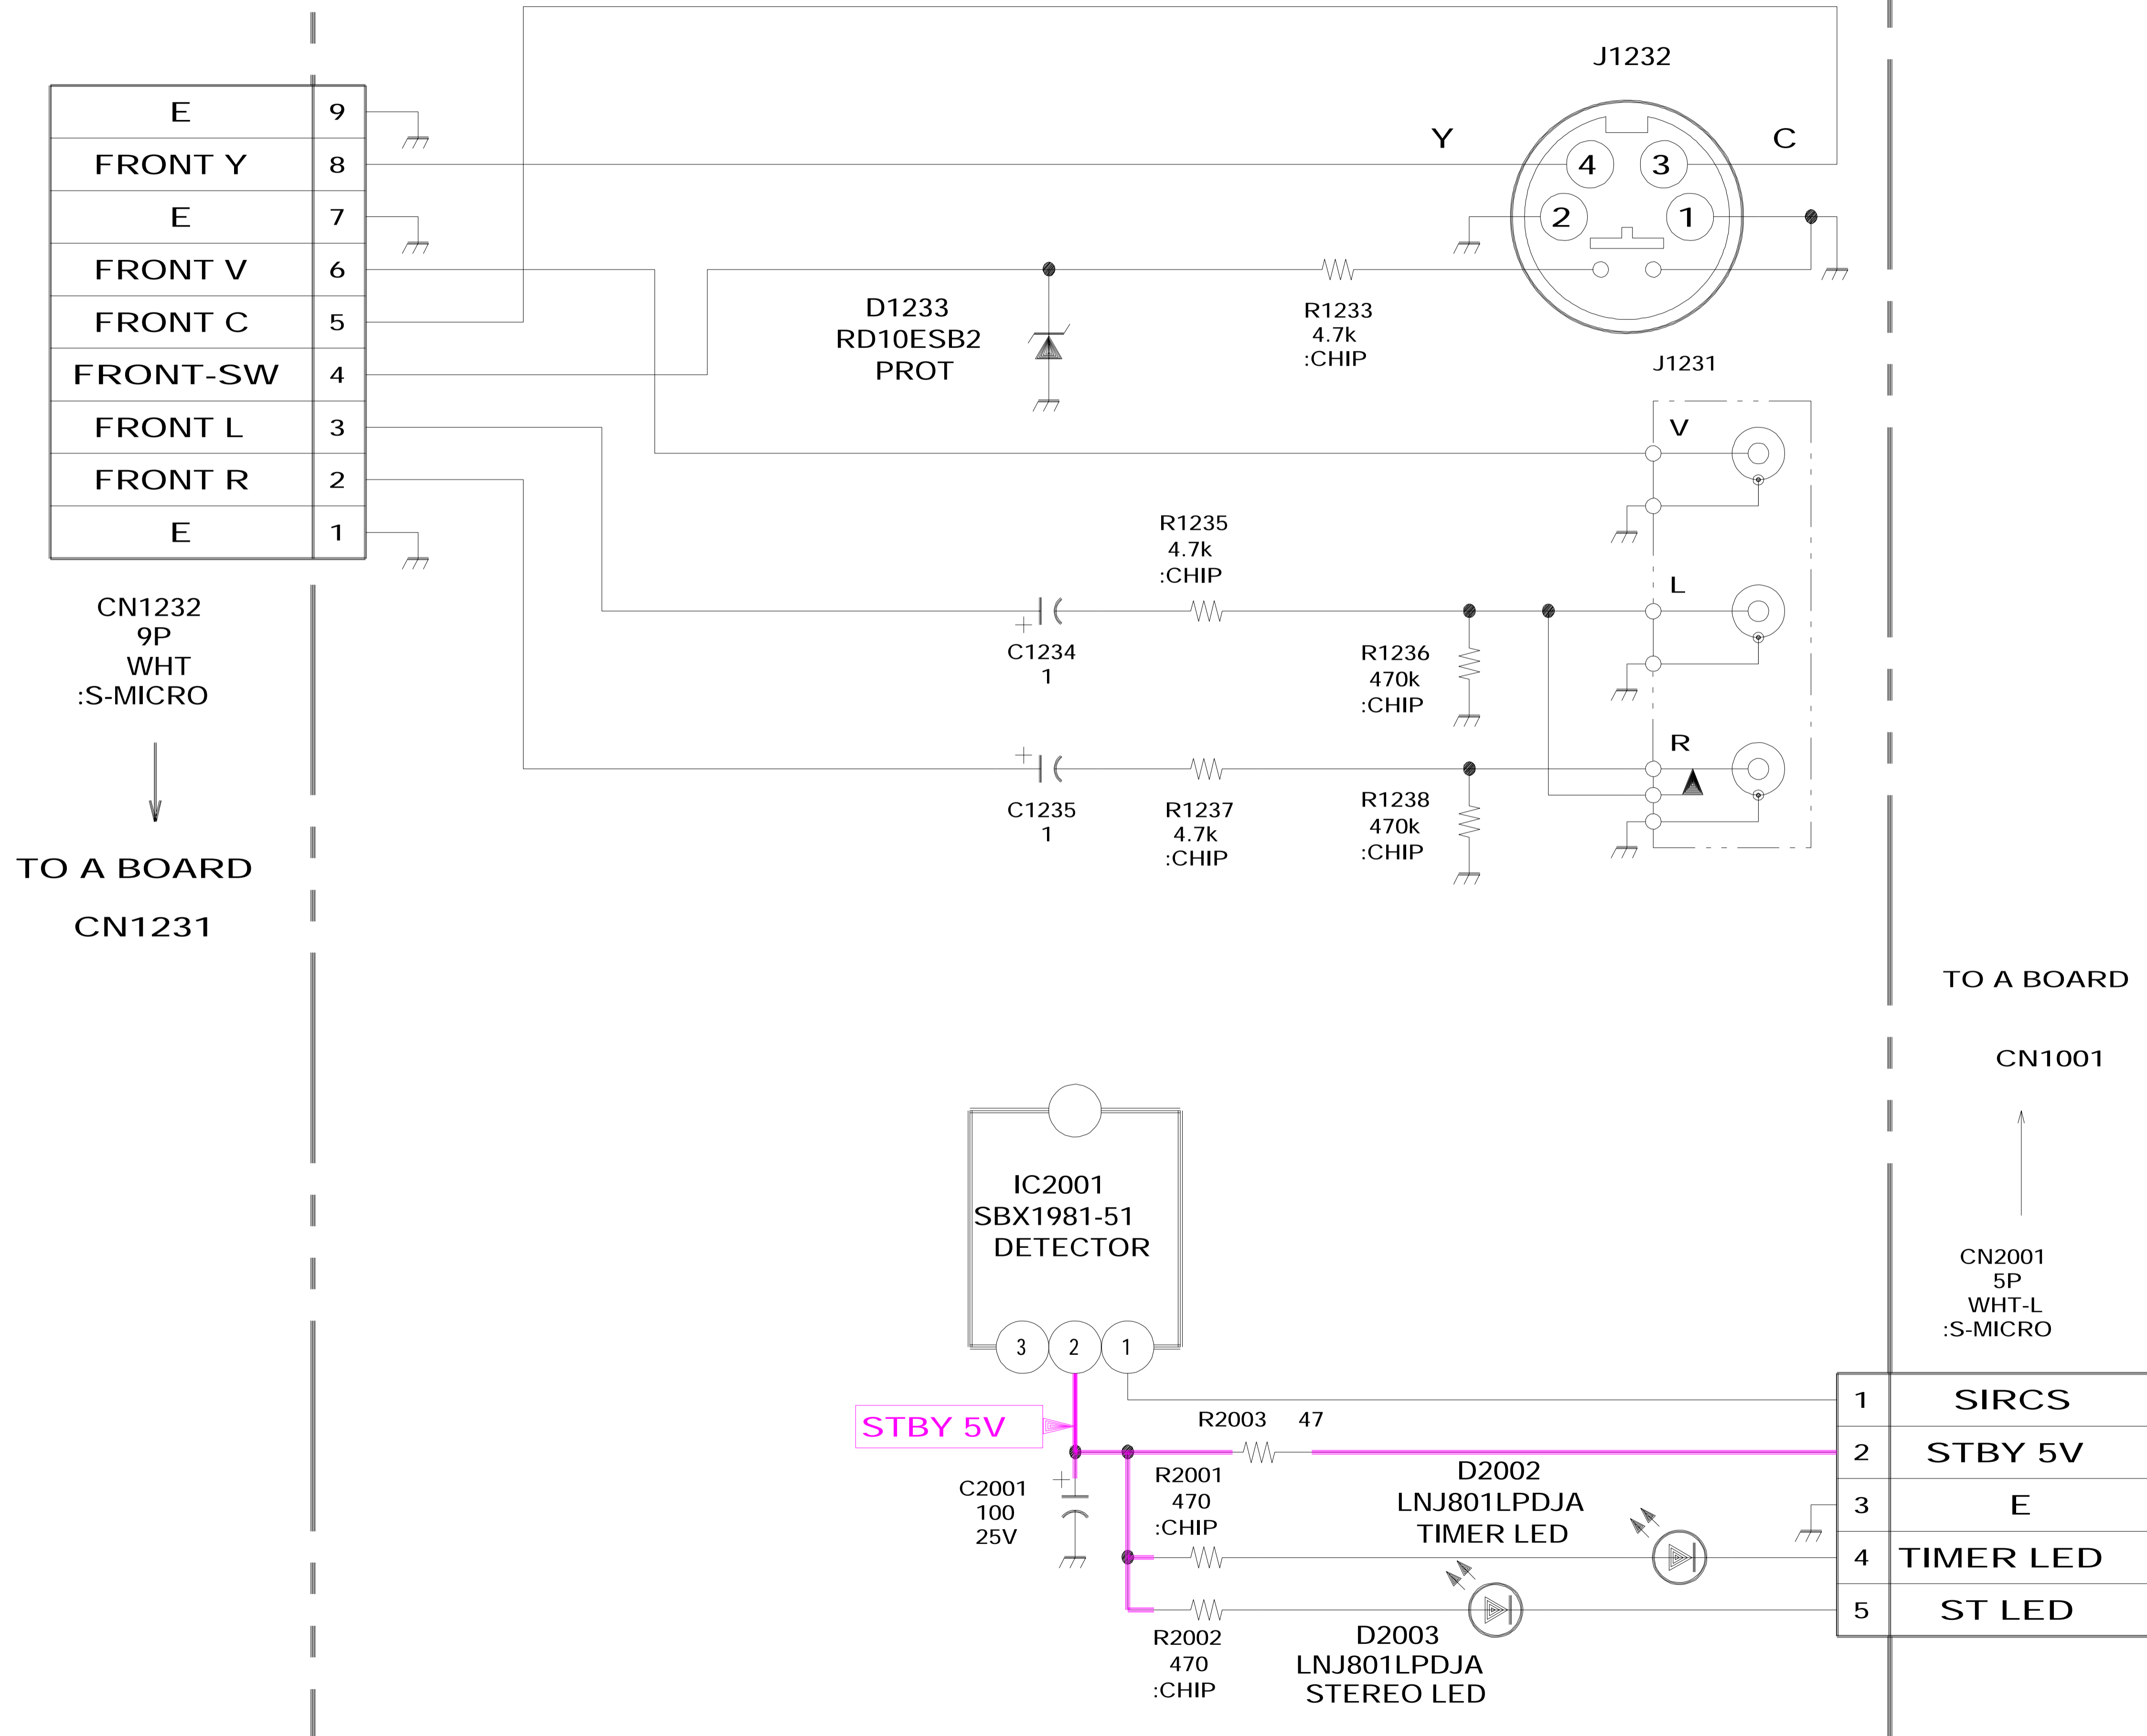 J1232
E 9
FRONT Y 8
E 7
FRONT V 6
FRONT C 5
FRONT-SW 4
FRONT L 3
FRONT R 2
E 1
CN1232
9P
WHT
:S-MICRO
TO A BOARD
CN1231
Y
C
4
3
2
1
D1233
RD10ESB2
PROT
R1233
4.7k
:CHIP
J1231
V
L
R
R1235
4.7k
:CHIP
+
C1234
1
R1236
470k
:CHIP
+
C1235
1
R1237
4.7k
:CHIP
R1238
470k
:CHIP
TO A BOARD
CN1001
CN2001
5P
WHT-L
:S-MICRO
IC2001
SBX1981-51
DETECTOR
3 2 1
STBY 5V
R2003 47
+
C2001
100
25V
R2001
470
:CHIP
D2002
LNJ801LPDJA
TIMER LED
R2002
470
:CHIP
D2003
LNJ801LPDJA
STEREO LED
1 SIRCS
2 STBY 5V
3 E
4 TIMER LED
5 ST LED